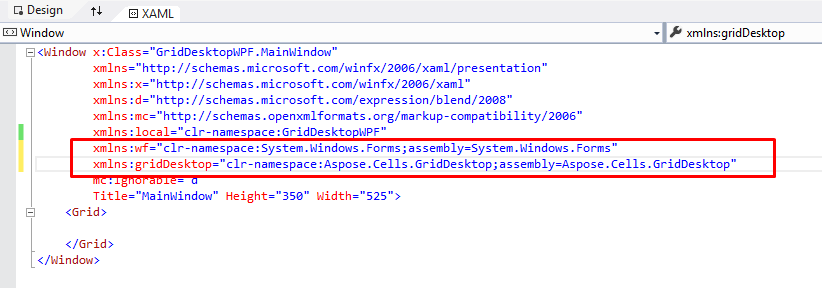 Design XAML
Window xmlns:gridDesktop
<Window x:Class="GridDesktopWPF.MainWindow"
xmlns="http://schemas.microsoft.com/winfx/2006/xaml/presentation"
xmlns:x="http://schemas.microsoft.com/winfx/2006/xaml"
xmlns:d="http://schemas.microsoft.com/expression/blend/2008"
xmlns:mc="http://schemas.openxmlformats.org/markup-compatibility/2006"
xmlns:local="clr-namespace:GridDesktopWPF"
xmlns:wf="clr-namespace:System.Windows.Forms;assembly=System.Windows.Forms"
xmlns:gridDesktop="clr-namespace:Aspose.Cells.GridDesktop;assembly=Aspose.Cells.GridDesktop"
mc:Ignorable="d"
Title="MainWindow" Height="350" Width="525">
<Grid>
</Grid>
</Window>